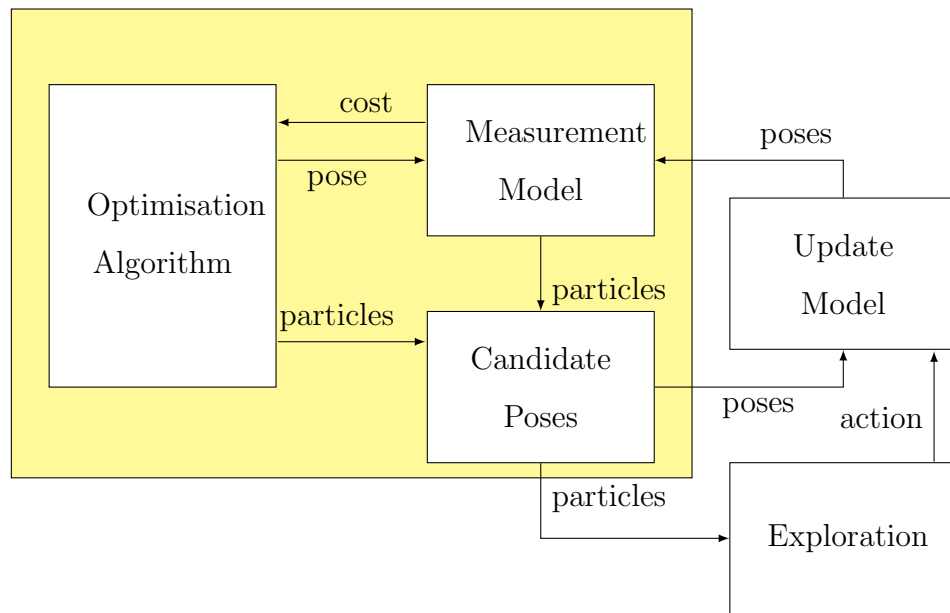 cost
Measurement
Model
pose
poses
Optimisation
Algorithm
Update
Model
particles
particles
Candidate
Poses
poses
action
particles
Exploration